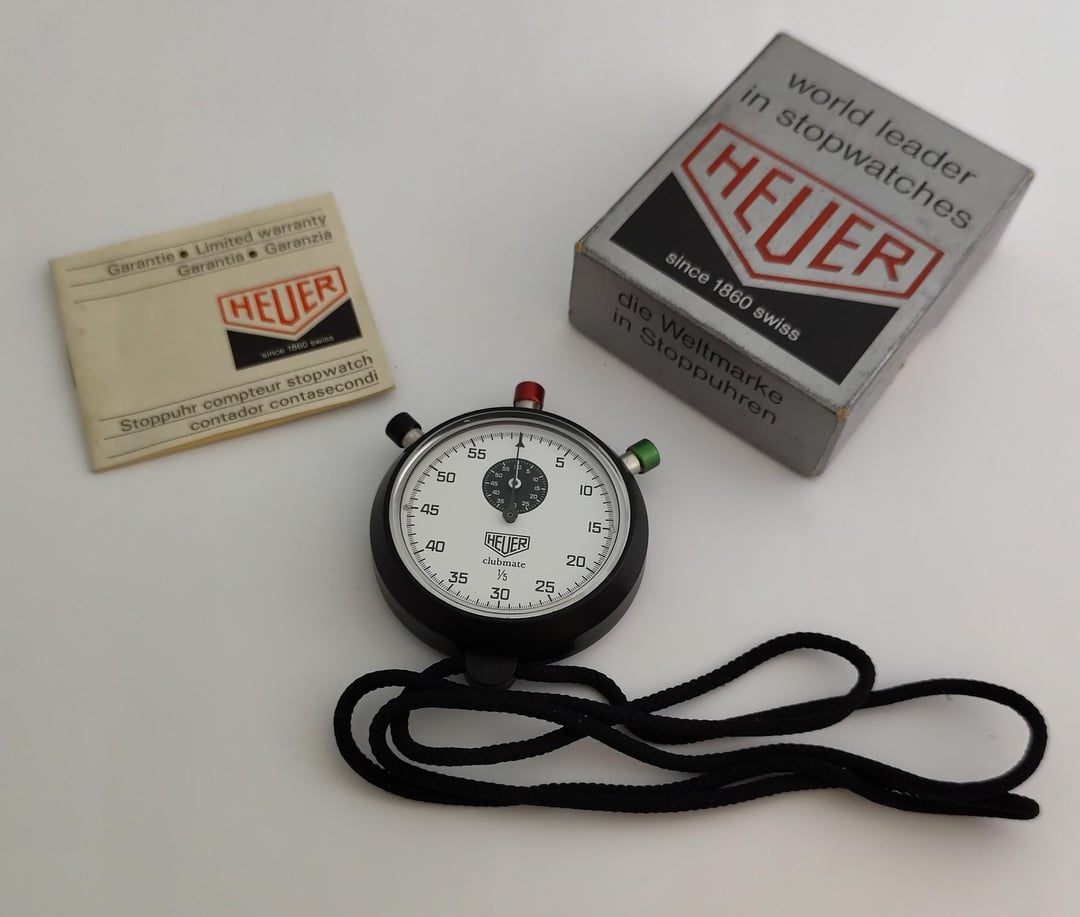 Garantie • Limited warranty
Garantia • Garanzia
HEUER
since 1860 swiss
Stoppuhr compteur stopwatch
contador contasecondi
world leader
in stopwatches
HEUER
since 1860 swiss
die Weltmarke
in Stoppuhren
55
5
50
10
45
15
40
20
35
25
30
HEUER
clubmate
1/5